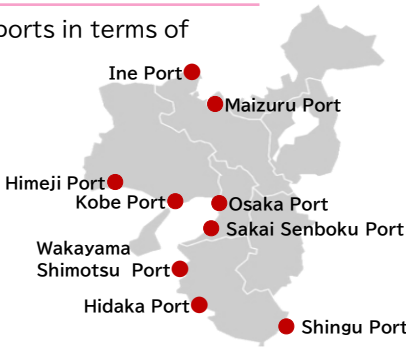 ports in terms of
Ine Port
Maizuru Port
Himeji Port
Kobe Port
Osaka Port
Sakai Senboku Port
Wakayama
Shimotsu Port
Hidaka Port
Shingu Port